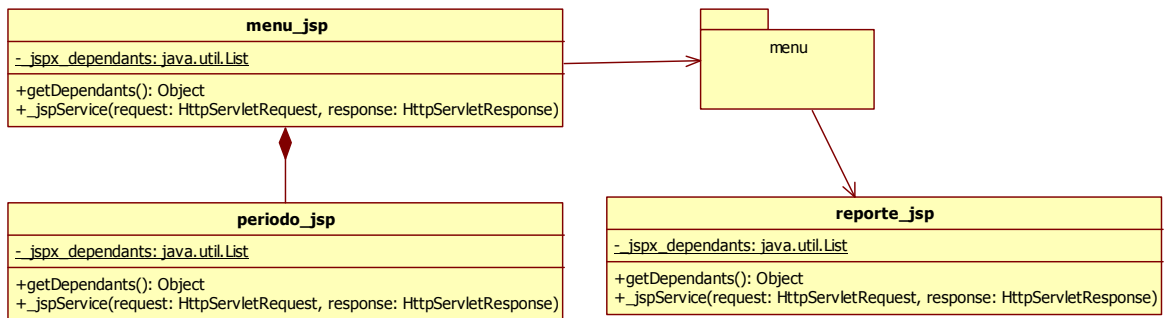 menu_jsp
-_jspx_dependants: java.util.List
+getDependants(): Object
+_jspService(request: HttpServletRequest, response: HttpServletResponse)
menu
periodo_jsp
-_jspx_dependants: java.util.List
+getDependants(): Object
+_jspService(request: HttpServletRequest, response: HttpServletResponse)
reporte_jsp
-_jspx_dependants: java.util.List
+getDependants(): Object
+_jspService(request: HttpServletRequest, response: HttpServletResponse)